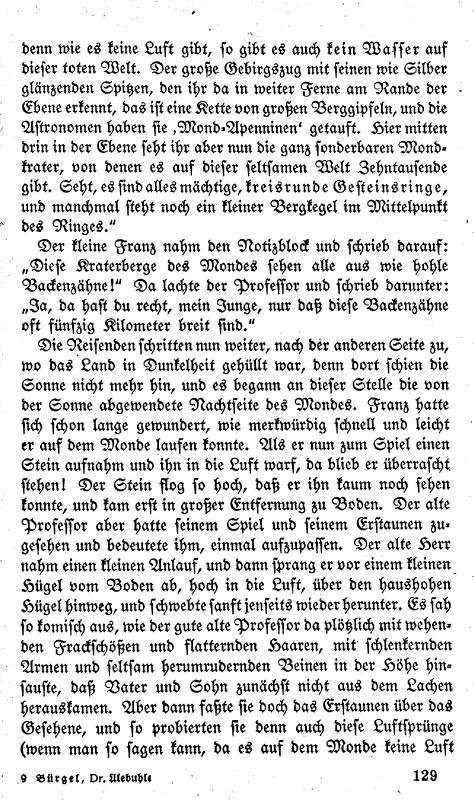 denn wie es keine Luft gibt, so gibt es auch kein Wasser auf
dieser toten Welt. Der große Gebirgszug mit seinen wie Silber
glänzenden Spitzen, den ihr da in weiter Ferne am Rande der
Ebene erkennt, das ist eine Kette von großen Berggipfeln, und die
Astronomen haben sie ‚Mond-Apenninen‘ getauft. Hier mitten
drin in der Ebene seht ihr aber nun die ganz sonderbaren Mond-
krater, von denen es auf dieser seltsamen Welt Zehntausende
gibt. Seht, es sind alles mächtige, kreisrunde Gesteinsringe,
und manchmal steht noch ein kleiner Bergkegel im Mittelpunkt
des Ringes.“
Der kleine Franz nahm den Notizblock und schrieb darauf:
„Diese Kraterberge des Mondes sehen alle aus wie hohle
Backenzähne!“ Da lachte der Professor und schrieb darunter:
„Ja, da hast du recht, mein Junge, nur daß diese Backenzähne
oft fünfzig Kilometer breit sind.“
Die Reisenden schritten nun weiter, nach der anderen Seite zu,
wo das Land in Dunkelheit gehüllt war, denn dort schien die
Sonne nicht mehr hin, und es begann an dieser Stelle die von
der Sonne abgewendete Nachtseite des Mondes. Franz hatte
sich schon lange gewundert, wie merkwürdig schnell und leicht
er auf dem Monde laufen konnte. Als er nun zum Spiel einen
Stein aufnahm und ihn in die Luft warf, da blieb er überrascht
stehen! Der Stein flog so hoch, daß er ihn kaum noch sehen
konnte, und kam erst in großer Entfernung zu Boden. Der alte
Professor aber hatte seinem Spiel und seinem Erstaunen zu-
gesehen und bedeutete ihm, einmal aufzupassen. Der alte Herr
nahm einen kleinen Anlauf, und dann sprang er vor einem kleinen
Hügel vom Boden ab, hoch in die Luft, über den haushohen
Hügel hinweg, und schwebte sanft jenseits wieder herunter. Es sah
so komisch aus, wie der gute alte Professor da plötzlich mit wehen-
den Frackschößen und flatternden Haaren, mit schlenkernden
Armen und seltsam herumrudernden Beinen in der Höhe hin-
sauste, daß Vater und Sohn zunächst nicht aus dem Lachen
herauskamen. Aber dann faßte sie doch das Erstaunen über das
Gesehene, und so probierten sie denn auch diese Luftsprünge
(wenn man so sagen kann, da es auf dem Monde keine Luft
9 Bürgel, Dr. Ulebuhle 129